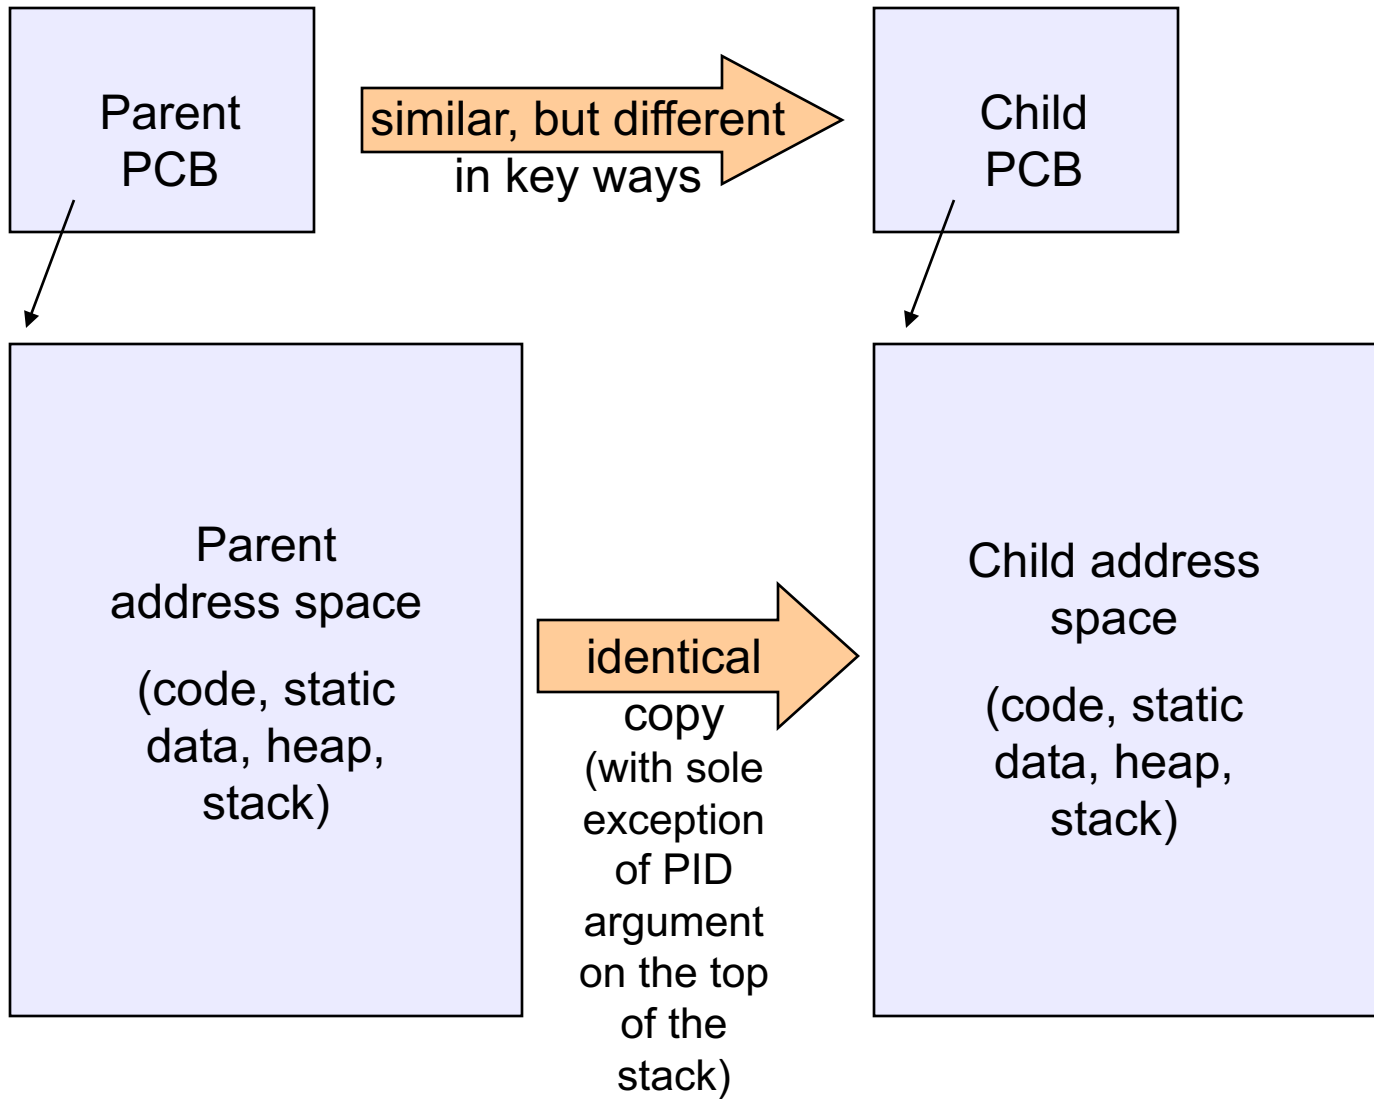 Parent
PCB
similar, but different
in key ways
Child
PCB
Parent
address space
(code, static
data, heap,
stack)
identical
copy
(with sole
exception
of PID
argument
on the top
of the
stack)
Child address
space
(code, static
data, heap,
stack)